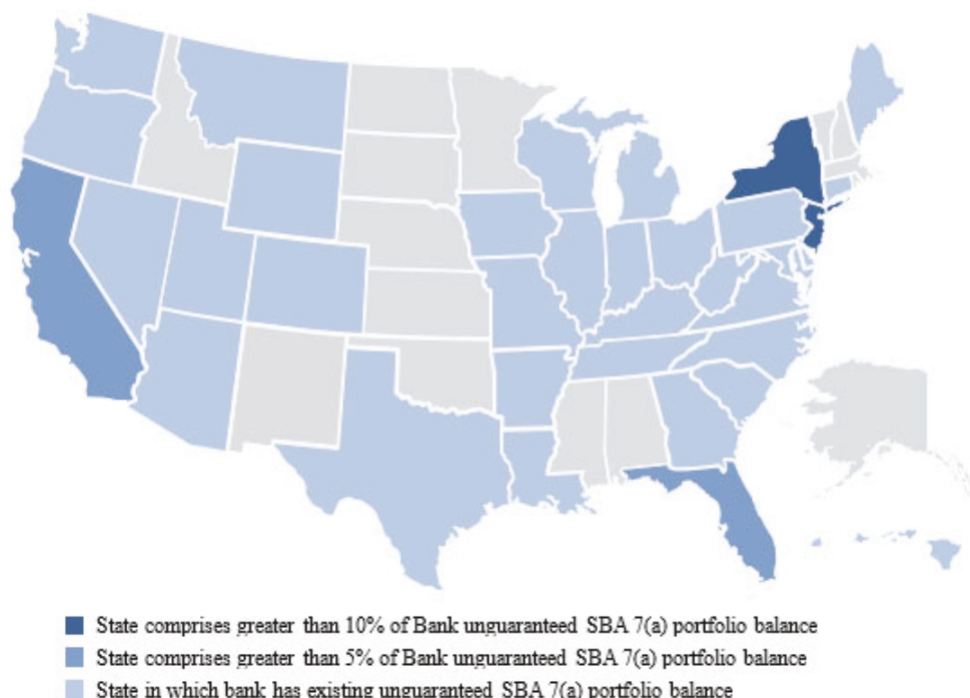 State comprises greater than 10% of Bank unguaranteed SBA 7(a) portfolio balance
State comprises greater than 5% of Bank unguaranteed SBA 7(a) portfolio balance
State in which bank has existing unguaranteed SBA 7(a) portfolio balance